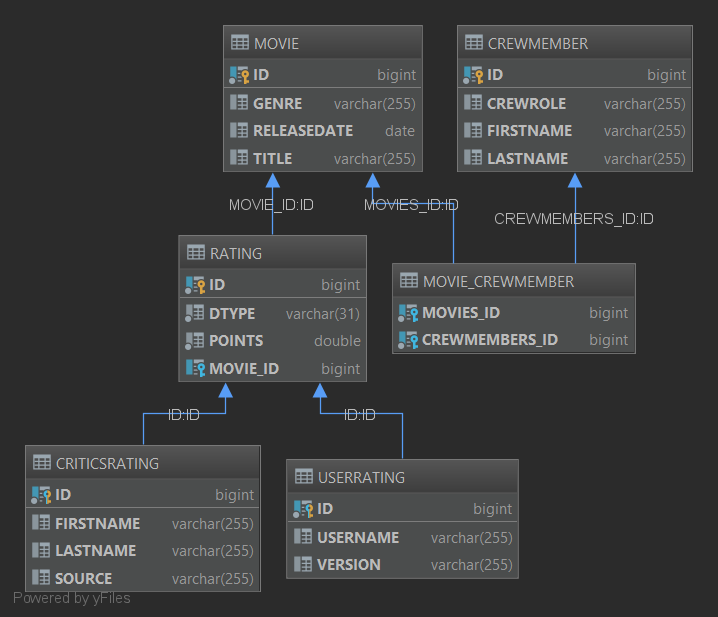 MOVIE
ID bigint
GENRE varchar(255)
RELEASEDATE date
TITLE varchar(255)
CREWMEMBER
ID bigint
CREWROLE varchar(255)
FIRSTNAME varchar(255)
LASTNAME varchar(255)
MOVIE_ID:ID
MOVIES_ID:ID
CREWMEMBERS_ID:ID
RATING
ID bigint
DTYPE varchar(31)
POINTS double
MOVIE_ID bigint
MOVIE_CREWMEMBER
MOVIES_ID bigint
CREWMEMBERS_ID bigint
ID:ID
ID:ID
CRITICSRATING
ID bigint
FIRSTNAME varchar(255)
LASTNAME varchar(255)
SOURCE varchar(255)
USERRATING
ID bigint
USERNAME varchar(255)
VERSION varchar(255)
Powered by yFiles